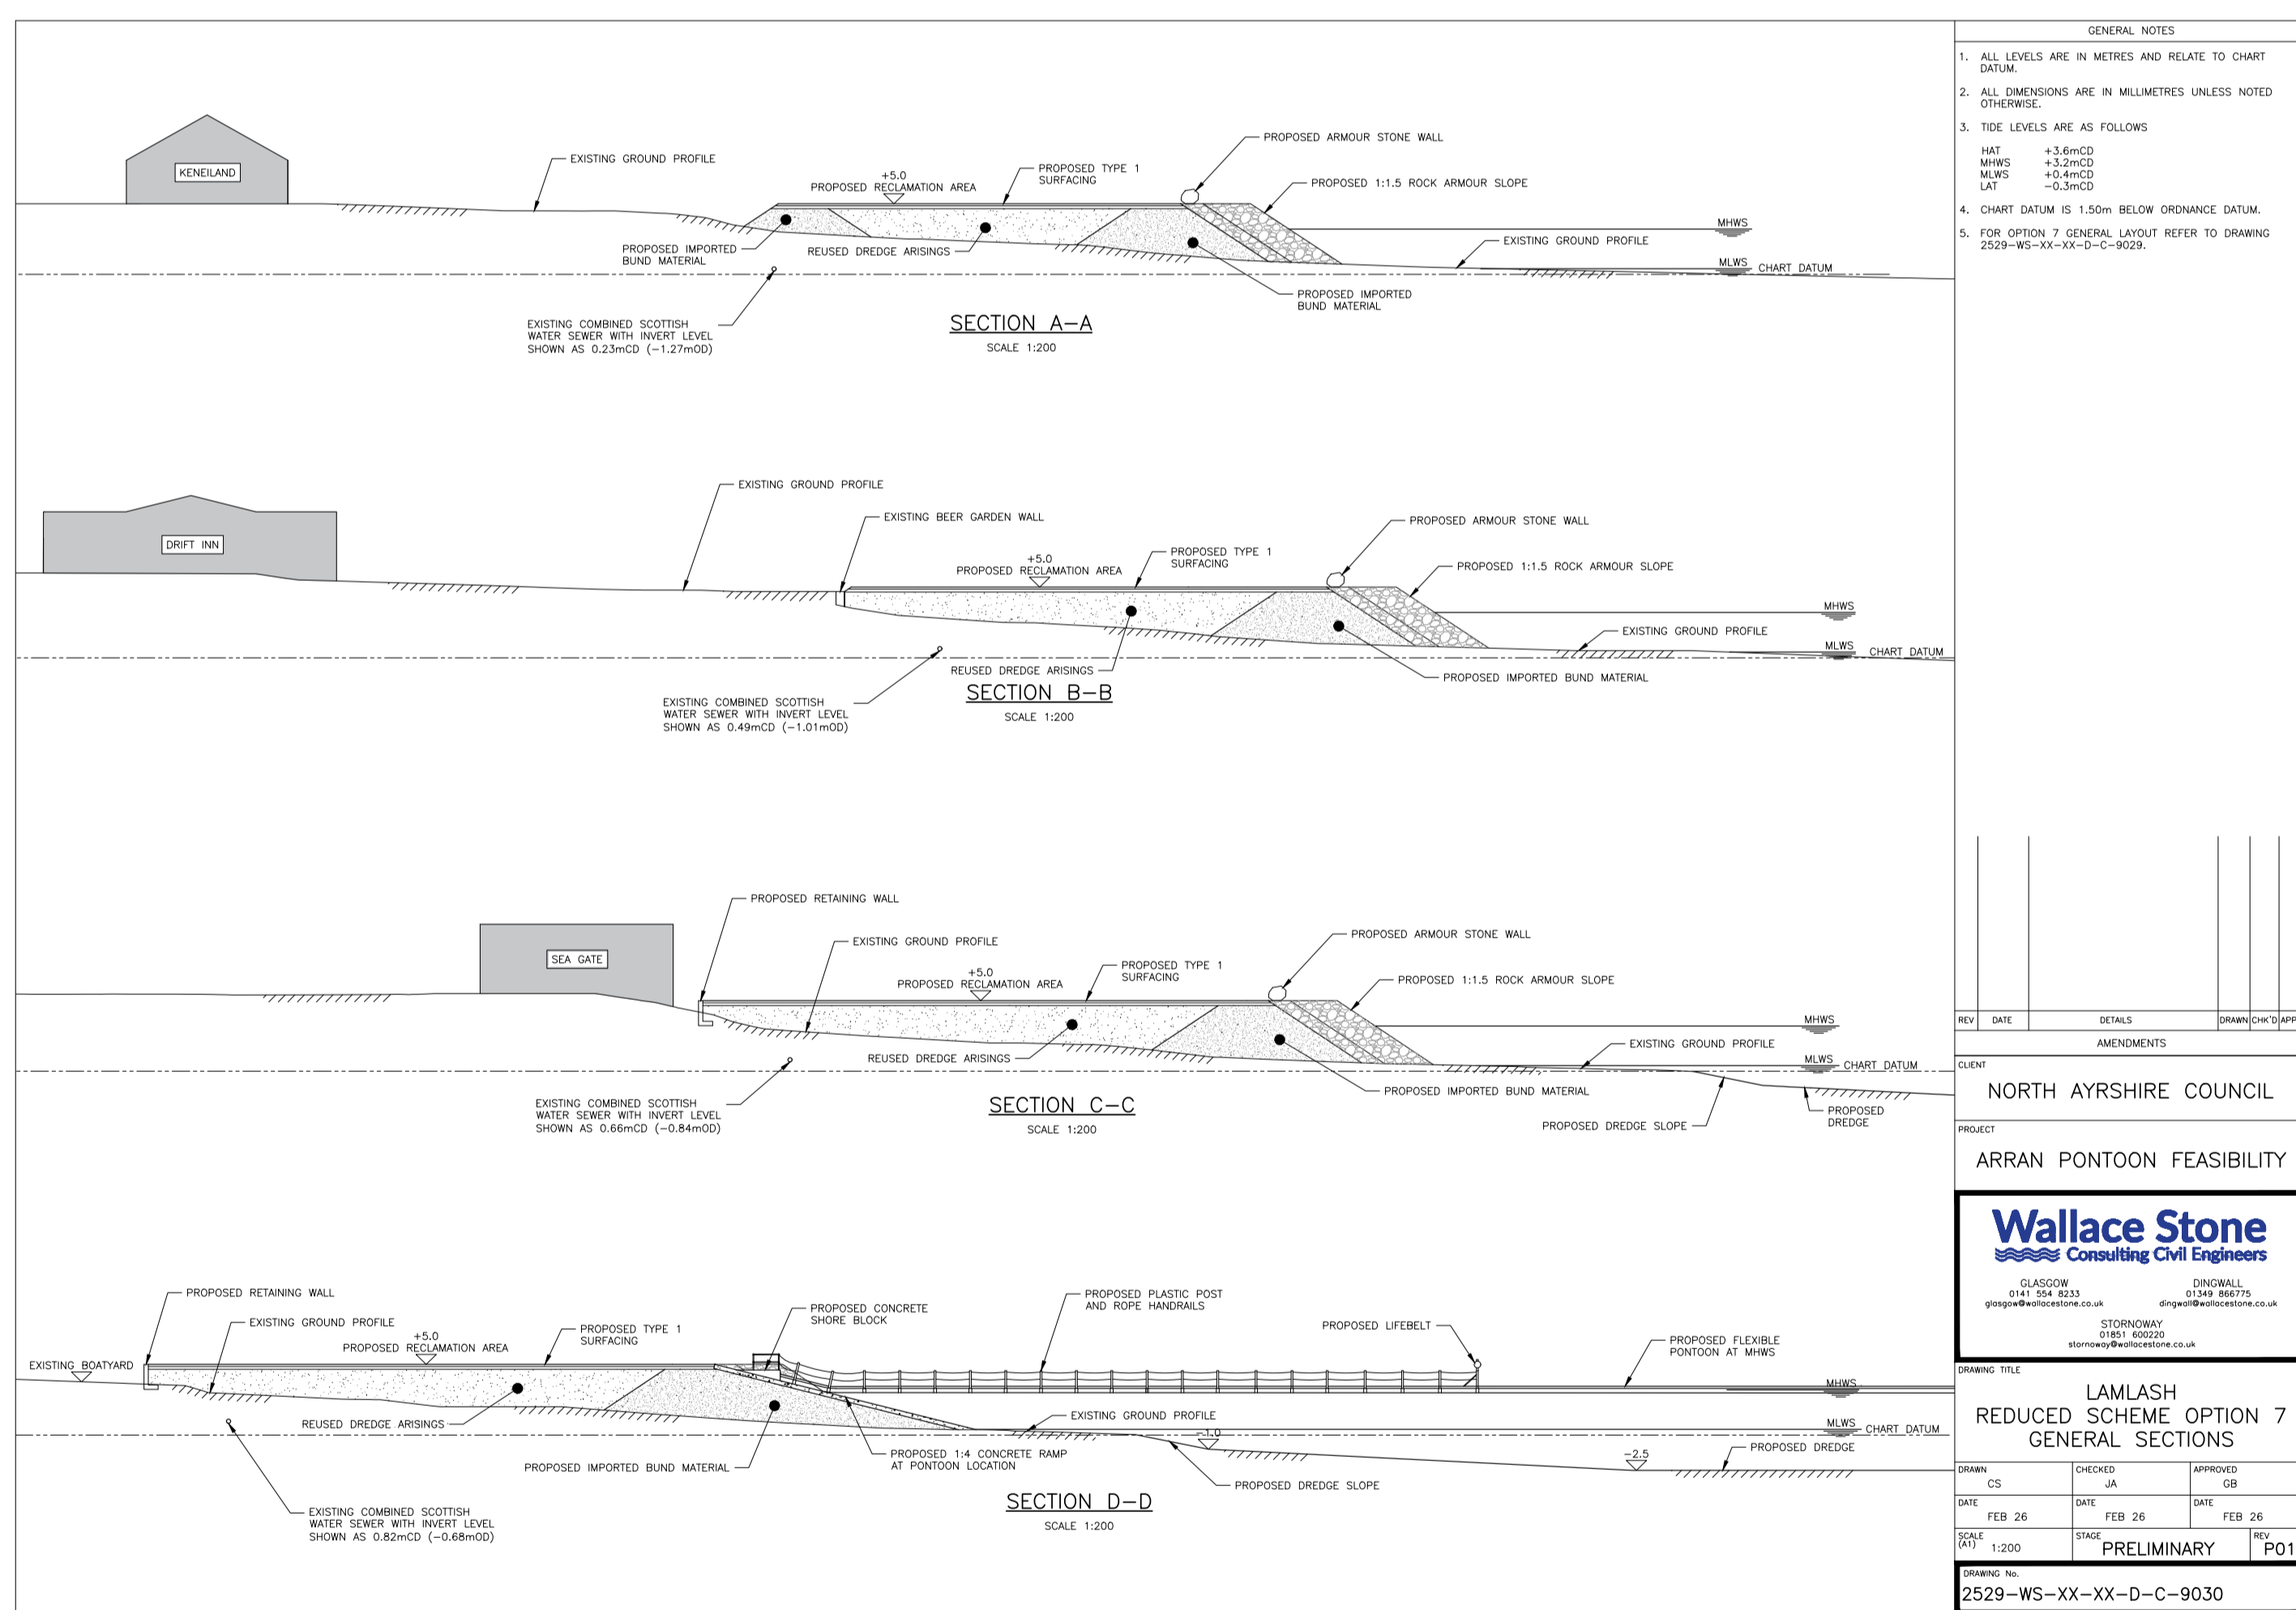 KENEILAND
EXISTING GROUND PROFILE
+5.0
PROPOSED RECLAMATION AREA
PROPOSED TYPE 1
SURFACING
PROPOSED ARMOUR STONE WALL
PROPOSED 1:1.5 ROCK ARMOUR SLOPE
MHWS
PROPOSED IMPORTED
BUND MATERIAL
REUSED DREDGE ARISINGS
EXISTING GROUND PROFILE
MLWS
CHART DATUM
PROPOSED IMPORTED
BUND MATERIAL
EXISTING COMBINED SCOTTISH
WATER SEWER WITH INVERT LEVEL
SHOWN AS 0.23mCD (-1.27mOD)
SECTION A-A
SCALE 1:200
DRIFT INN
EXISTING GROUND PROFILE
EXISTING BEER GARDEN WALL
+5.0
PROPOSED RECLAMATION AREA
PROPOSED TYPE 1
SURFACING
PROPOSED ARMOUR STONE WALL
PROPOSED 1:1.5 ROCK ARMOUR SLOPE
MHWS
EXISTING GROUND PROFILE
MLWS
CHART DATUM
REUSED DREDGE ARISINGS
PROPOSED IMPORTED BUND MATERIAL
EXISTING COMBINED SCOTTISH
WATER SEWER WITH INVERT LEVEL
SHOWN AS 0.49mCD (-1.01mOD)
SECTION B-B
SCALE 1:200
SEA GATE
PROPOSED RETAINING WALL
EXISTING GROUND PROFILE
+5.0
PROPOSED RECLAMATION AREA
PROPOSED TYPE 1
SURFACING
PROPOSED ARMOUR STONE WALL
PROPOSED 1:1.5 ROCK ARMOUR SLOPE
MHWS
EXISTING GROUND PROFILE
MLWS
CHART DATUM
REUSED DREDGE ARISINGS
PROPOSED IMPORTED BUND MATERIAL
PROPOSED DREDGE SLOPE
PROPOSED
DREDGE
EXISTING COMBINED SCOTTISH
WATER SEWER WITH INVERT LEVEL
SHOWN AS 0.66mCD (-0.84mOD)
SECTION C-C
SCALE 1:200
EXISTING BOATYARD
PROPOSED RETAINING WALL
EXISTING GROUND PROFILE
+5.0
PROPOSED RECLAMATION AREA
PROPOSED TYPE 1
SURFACING
PROPOSED CONCRETE
SHORE BLOCK
PROPOSED PLASTIC POST
AND ROPE HANDRAILS
PROPOSED LIFEBELT
PROPOSED FLEXIBLE
PONTOON AT MHWS
MHWS
EXISTING GROUND PROFILE
MLWS
CHART DATUM
REUSED DREDGE ARISINGS
PROPOSED IMPORTED BUND MATERIAL
PROPOSED 1:4 CONCRETE RAMP
AT PONTOON LOCATION
-1.0
-2.5
PROPOSED DREDGE
PROPOSED DREDGE SLOPE
EXISTING COMBINED SCOTTISH
WATER SEWER WITH INVERT LEVEL
SHOWN AS 0.82mCD (-0.68mOD)
SECTION D-D
SCALE 1:200
GENERAL NOTES
1. ALL LEVELS ARE IN METRES AND RELATE TO CHART
DATUM.
2. ALL DIMENSIONS ARE IN MILLIMETRES UNLESS NOTED
OTHERWISE.
3. TIDE LEVELS ARE AS FOLLOWS
HAT +3.6mCD
MHWS +3.2mCD
MLWS +0.4mCD
LAT -0.3mCD
4. CHART DATUM IS 1.50m BELOW ORDNANCE DATUM.
5. FOR OPTION 7 GENERAL LAYOUT REFER TO DRAWING
2529-WS-XX-XX-D-C-9029.
REV DATE DETAILS DRAWN CHK'D APP
AMENDMENTS
CLIENT
NORTH AYRSHIRE COUNCIL
PROJECT
ARRAN PONTOON FEASIBILITY
Wallace Stone
Consulting Civil Engineers
GLASGOW
0141 554 8233
glasgow@wallacestone.co.uk
DINGWALL
01349 866775
dingwall@wallacestone.co.uk
STORNOWAY
01851 600220
stornoway@wallacestone.co.uk
DRAWING TITLE
LAMLASH
REDUCED SCHEME OPTION 7
GENERAL SECTIONS
DRAWN CHECKED APPROVED
CS JA GB
DATE DATE DATE
FEB 26 FEB 26 FEB 26
SCALE (A1) 1:200
STAGE PRELIMINARY
REV P01
DRAWING No.
2529-WS-XX-XX-D-C-9030